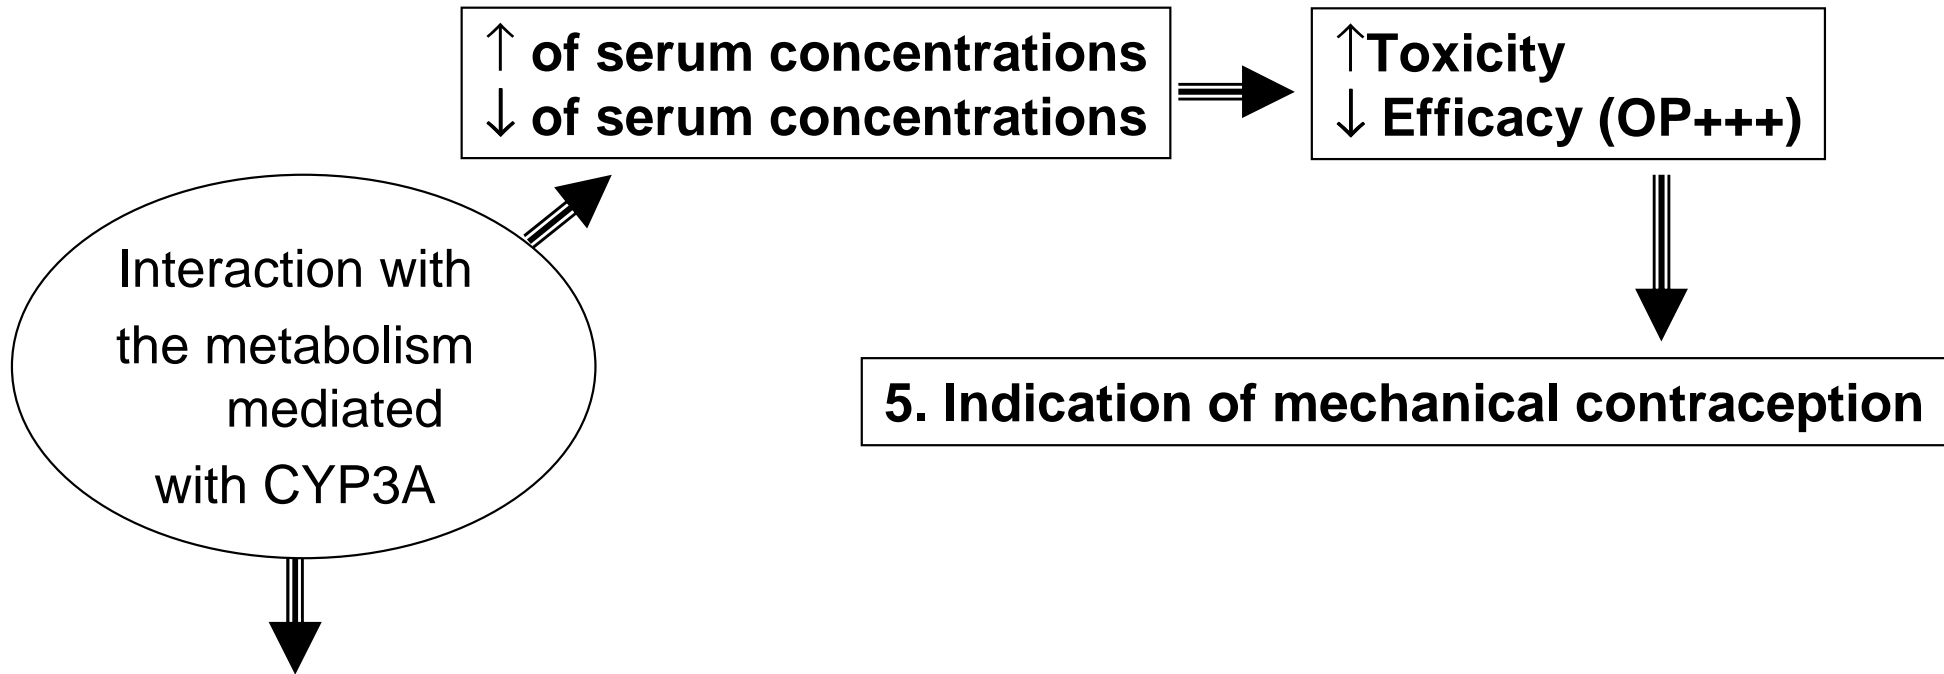 ↑ of serum concentrations
↓ of serum concentrations
↑Toxicity
↓ Efficacy (OP+++)
Interaction with
the metabolism
mediated
with CYP3A
5. Indication of mechanical contraception